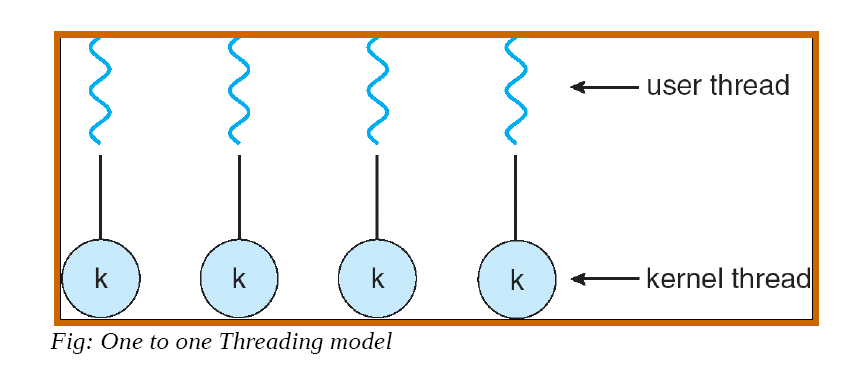 user thread
k k k k
kernel thread
Fig: One to one Threading model